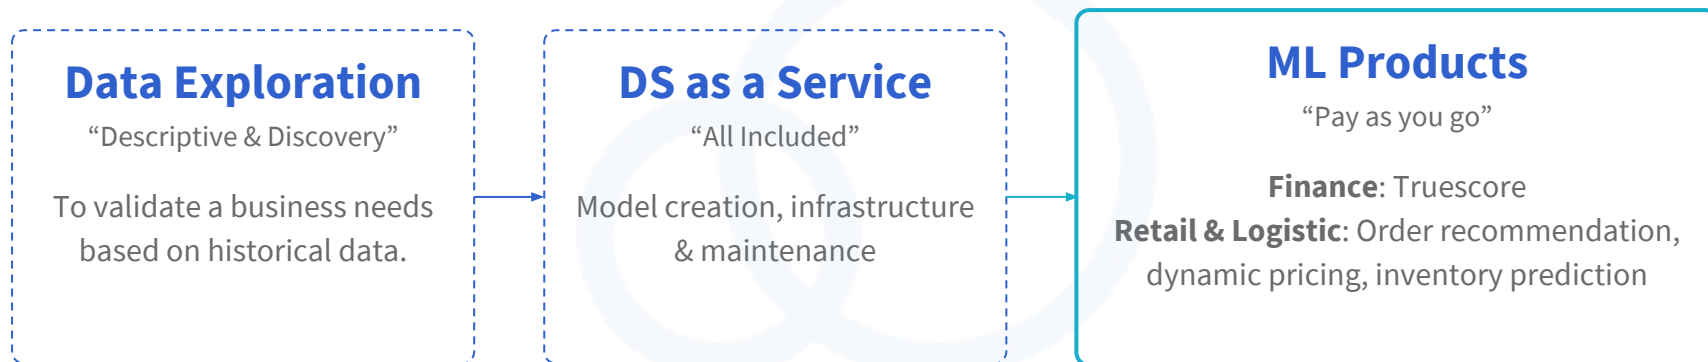 Data Exploration
“Descriptive & Discovery”
To validate a business needs
based on historical data.
DS as a Service
“All Included”
Model creation, infrastructure
& maintenance
ML Products
“Pay as you go”
Finance: Truescore
Retail & Logistic: Order recommendation,
dynamic pricing, inventory prediction